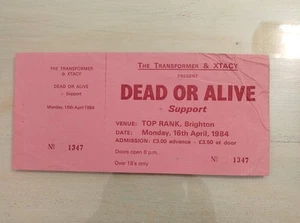 THE TRANSFORMER
& XTACY
DEAD OR ALIVE
- Support
Monday 16th April, 1984
No 1347
THE TRANSFORMER & XTACY
PRESENT
DEAD OR ALIVE
- Support
VENUE: TOP RANK, Brighton
DATE: Monday, 16th April, 1984
ADMISSION: £3.00 advance - £3.50 at door
Doors open 8 p.m.
Over 18's only
No 1347